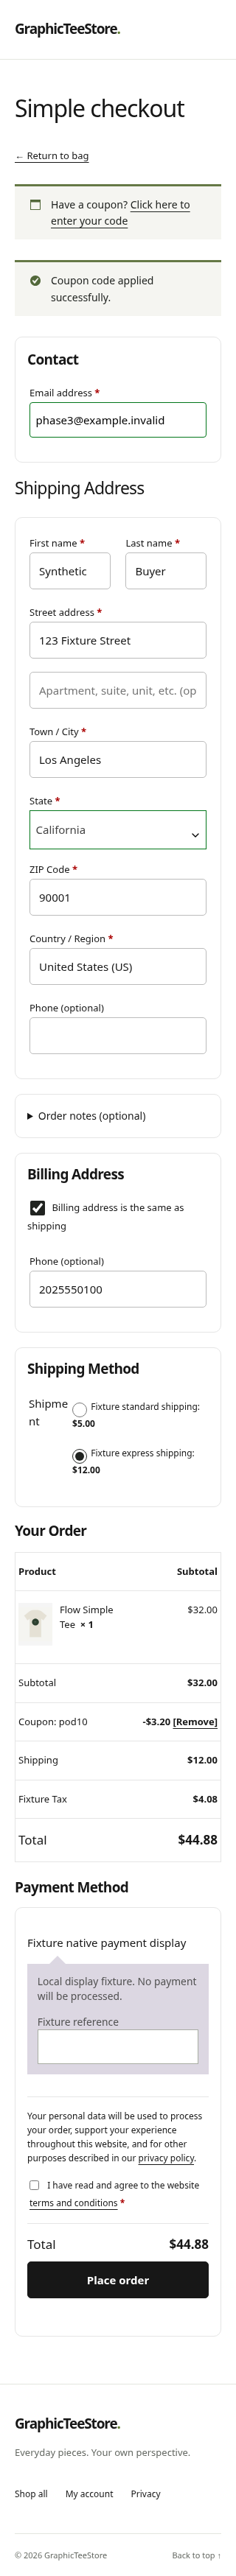 GraphicTeeStore.
Simple checkout
← Return to bag
Have a coupon? Click here to
enter your code
Coupon code applied
successfully.
Contact
Email address *
phase3@example.invalid
Shipping Address
First name * Last name *
Synthetic Buyer
Street address *
123 Fixture Street
Apartment, suite, unit, etc. (op
Town / City *
Los Angeles
State *
California
ZIP Code *
90001
Country / Region *
United States (US)
Phone (optional)
Order notes (optional)
Billing Address
Billing address is the same as
shipping
Phone (optional)
2025550100
Shipping Method
Shipme
nt
Fixture standard shipping:
$5.00
Fixture express shipping:
$12.00
Your Order
Product Subtotal
Flow Simple $32.00
Tee × 1
Subtotal $32.00
Coupon: pod10 -$3.20 [Remove]
Shipping $12.00
Fixture Tax $4.08
Total $44.88
Payment Method
Fixture native payment display
Local display fixture. No payment
will be processed.
Fixture reference
Your personal data will be used to process
your order, support your experience
throughout this website, and for other
purposes described in our privacy policy.
I have read and agree to the website
terms and conditions *
Total $44.88
Place order
GraphicTeeStore.
Everyday pieces. Your own perspective.
Shop all My account Privacy
© 2026 GraphicTeeStore Back to top ↑